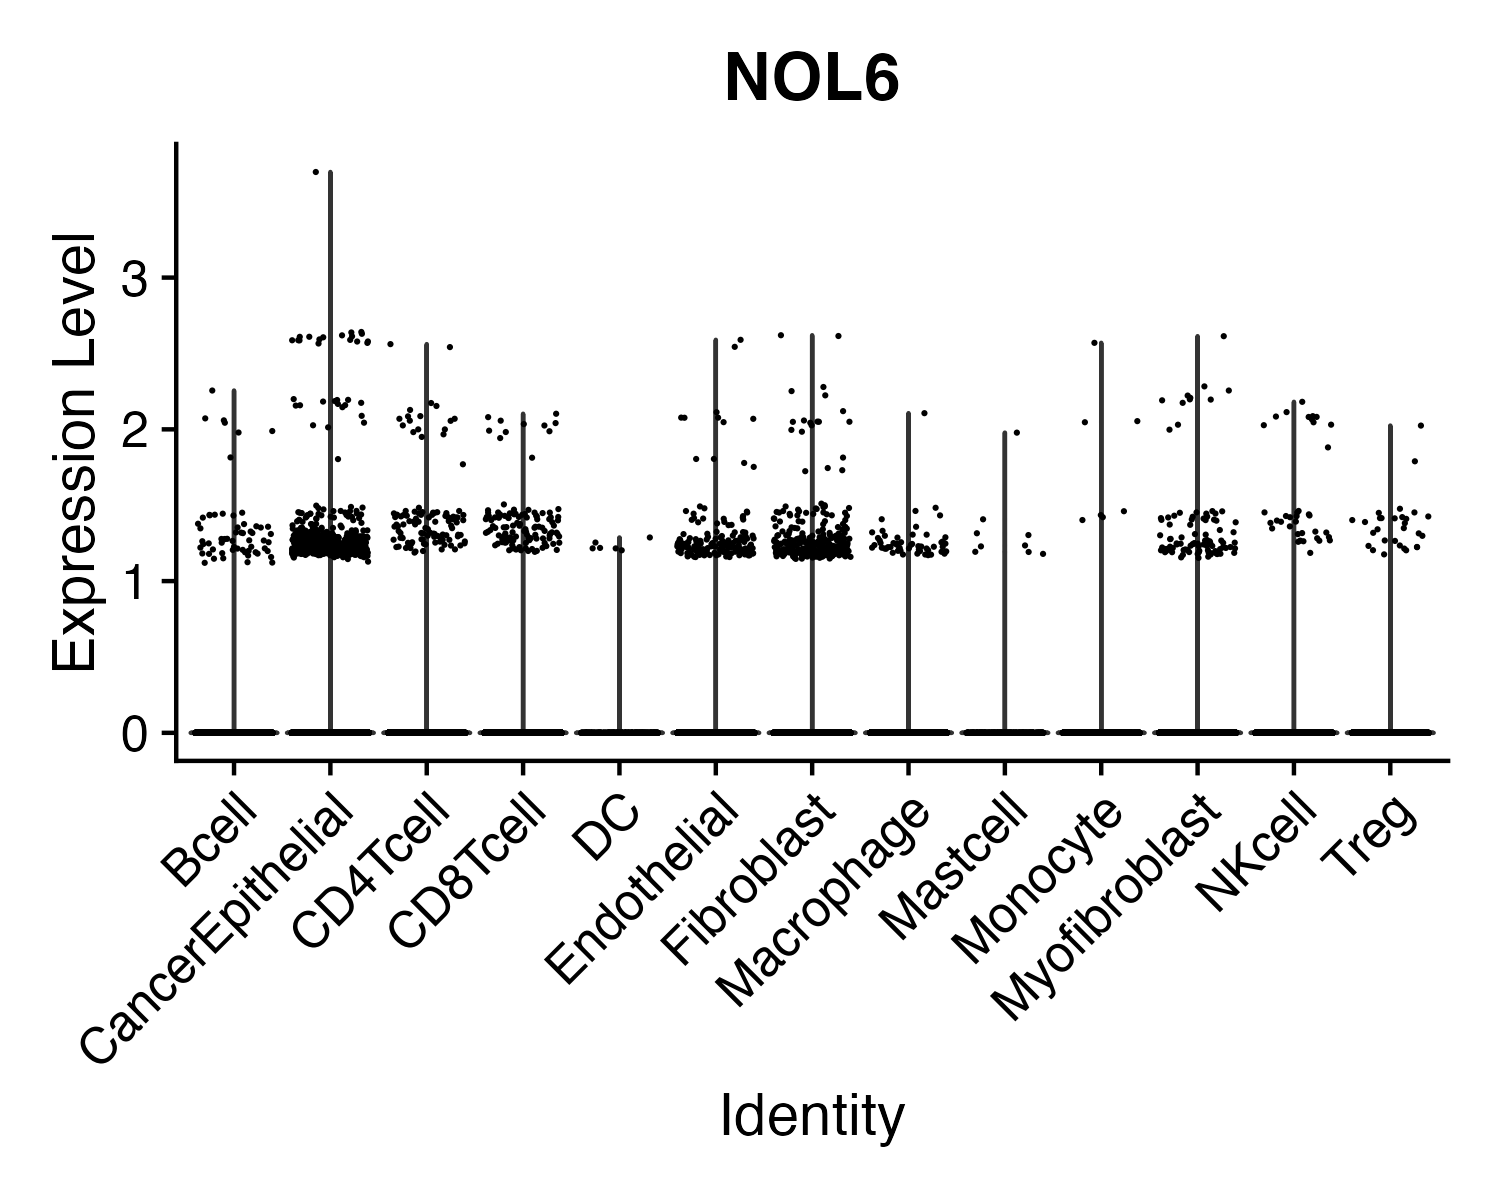 NOL6
Expression Level
3
2
1
0
Bcell
CancerEpithelial
CD4Tcell
CD8Tcell
DC
Endothelial
Fibroblast
Macrophage
Mastcell
Monocyte
Myofibroblast
NKcell
Treg
Identity